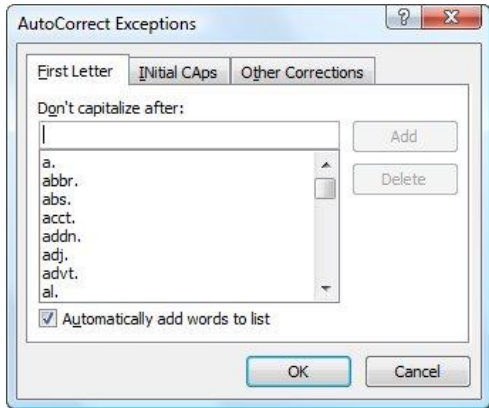 AutoCorrect Exceptions
First Letter INitial CAps Other Corrections
Don't capitalize after:
Add
a.
abbr.
Delete
abs.
acct.
addn.
adj.
advt.
al.
Automatically add words to list
OK Cancel